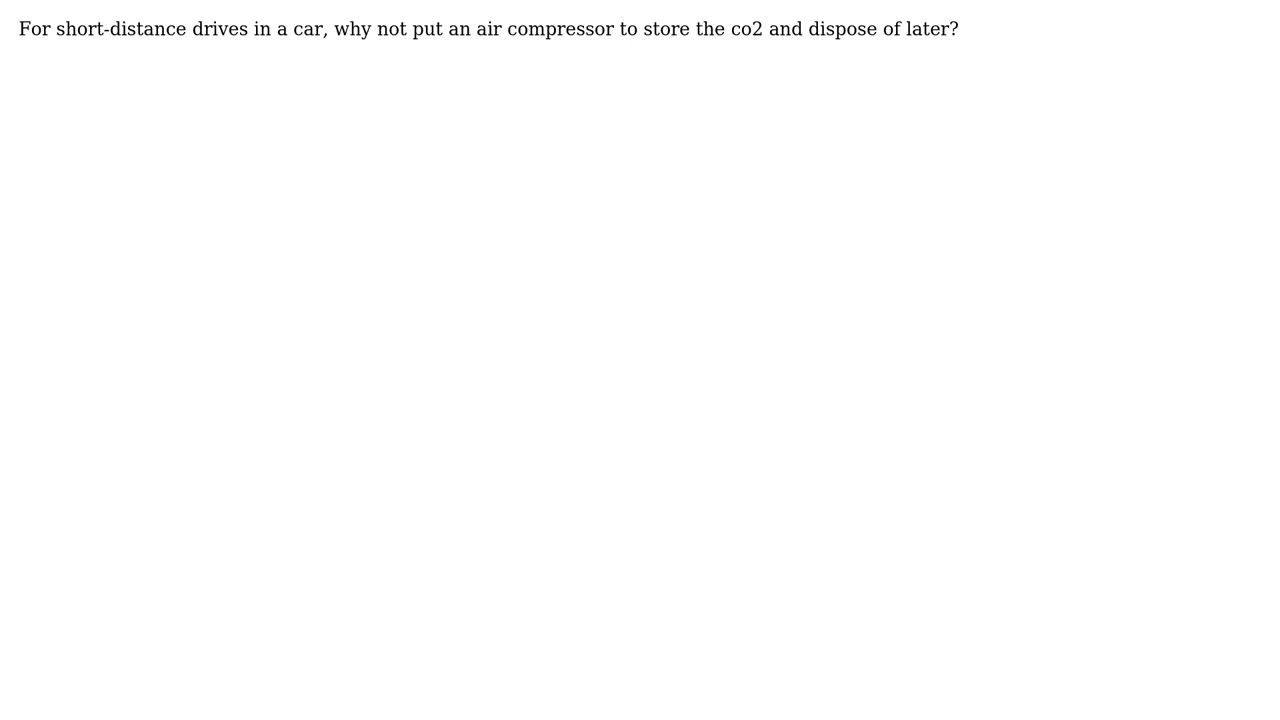 For short-distance drives in a car, why not put an air compressor to store the co2 and dispose of later?